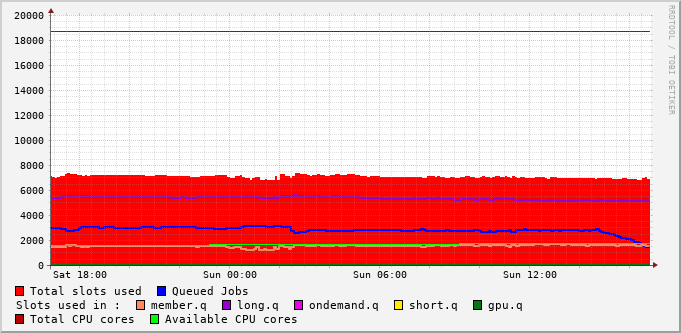 20000
18000
16000
14000
12000
10000
8000
6000
4000
2000
0
Sat 18:00 Sun 00:00 Sun 06:00 Sun 12:00
RRDTOOL / TOBI OETIKER
Total slots used Queued Jobs
Slots used in : member.q long.q ondemand.q short.q gpu.q
Total CPU cores Available CPU cores